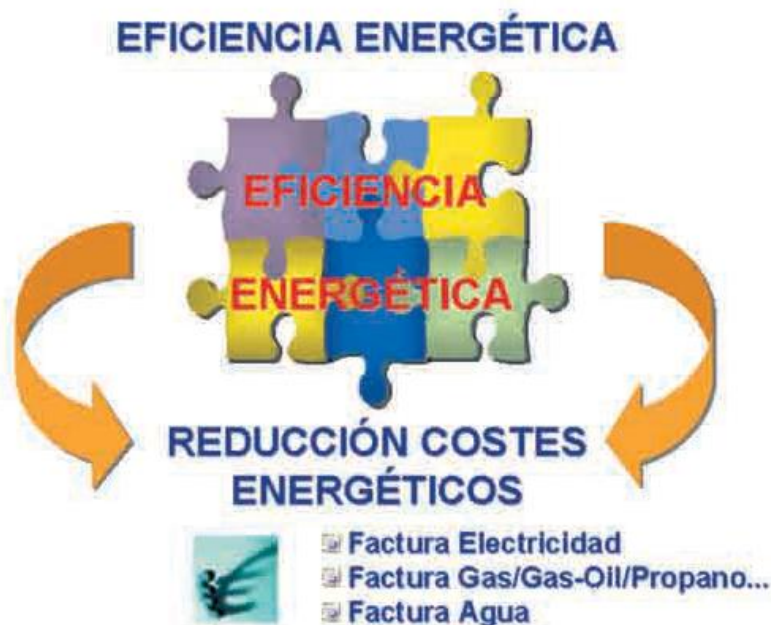 EFICIENCIA ENERGÉTICA
EFICIENCIA
ENERGÉTICA
REDUCCIÓN COSTES
ENERGÉTICOS
Factura Electricidad
Factura Gas/Gas-Oil/Propano...
Factura Agua